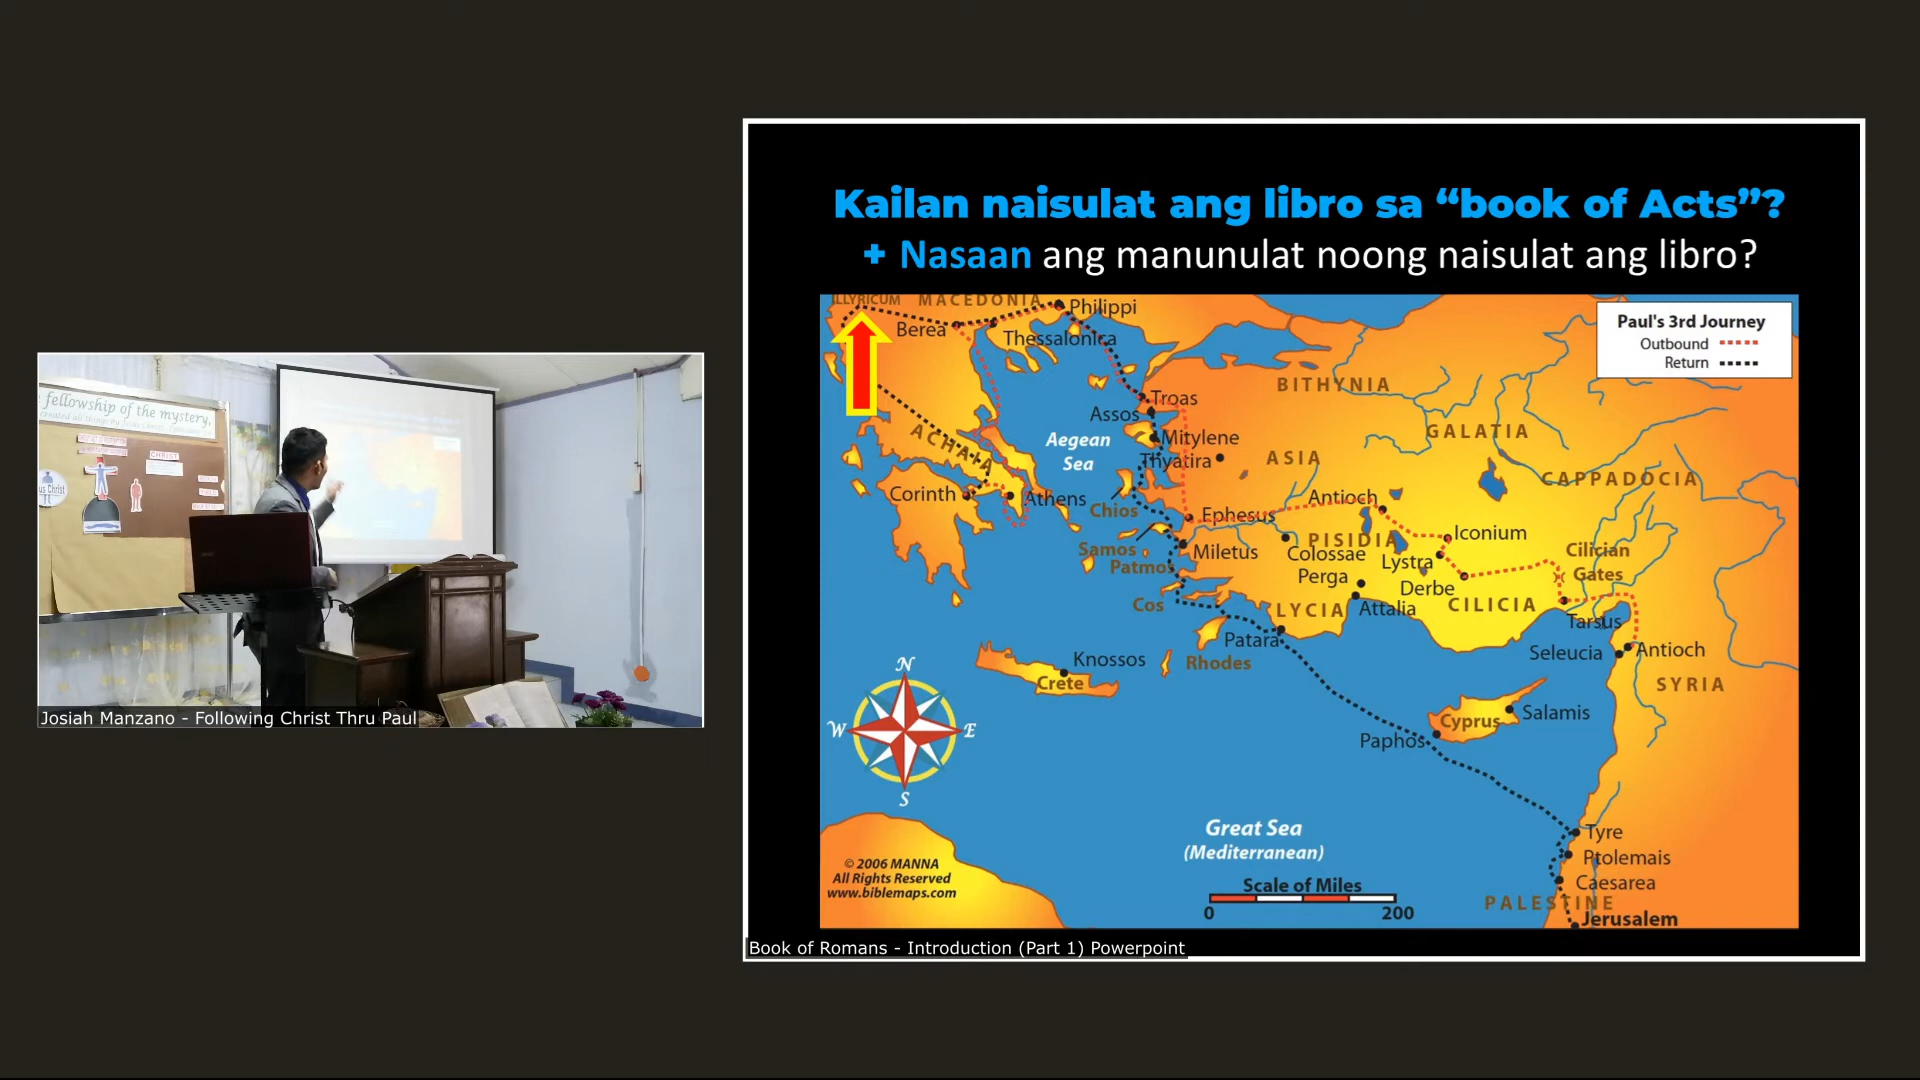 fellowship of the mystery,
CHRIST
us Christ
Josiah Manzano - Following Christ Thru Paul
Kailan naisulat ang libro sa “book of Acts”?
+ Nasaan ang manunulat noong naisulat ang libro?
ILLYRICUM
MACEDONIA
Philippi
Berea
Thessalonica
Paul's 3rd Journey
Outbound
Return
BITHYNIA
Troas
Assos
GALATIA
ACHAIA
Aegean
Sea
Mitylene
Thyatira
ASIA
CAPPADOCIA
Corinth
Athens
Chios
Antioch
Ephesus
Iconium
PISIDIA
Samos
Miletus
Colossae
Lystra
Cilician
Gates
Patmos
Perga
Derbe
Cos
LYCIA
Attalia
CILICIA
Tarsus
Patara
Seleucia
Antioch
Knossos
Rhodes
Crete
SYRIA
N
W
E
S
Cyprus
Salamis
Paphos
Great Sea
(Mediterranean)
Tyre
Ptolemais
Caesarea
PALESTINE
Jerusalem
© 2006 MANNA
All Rights Reserved
www.biblemaps.com
Scale of Miles
0
200
Book of Romans - Introduction (Part 1) Powerpoint